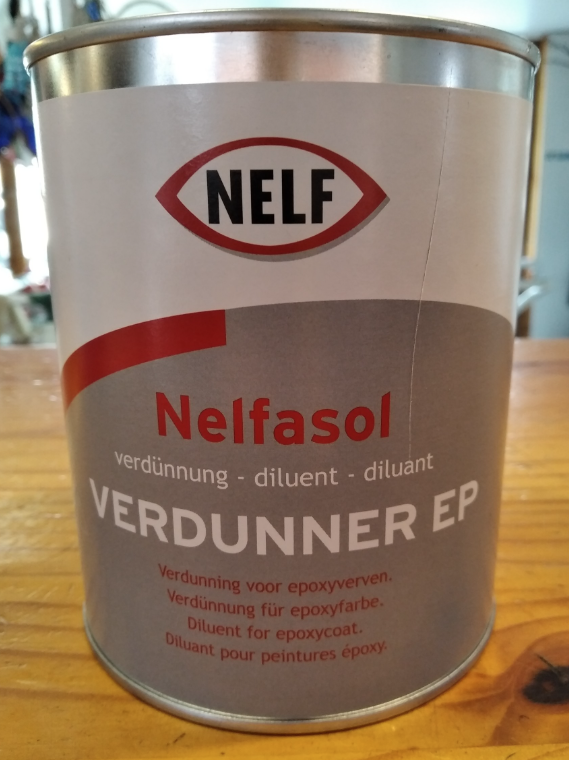 NELF
Nelfasol
verdünnung - diluent - diluant
VERDUNNER EP
Verdunning voor epoxyverven.
Verdünnung für epoxyfarbe.
Diluent for epoxycoat.
Diluant pour peintures époxy.